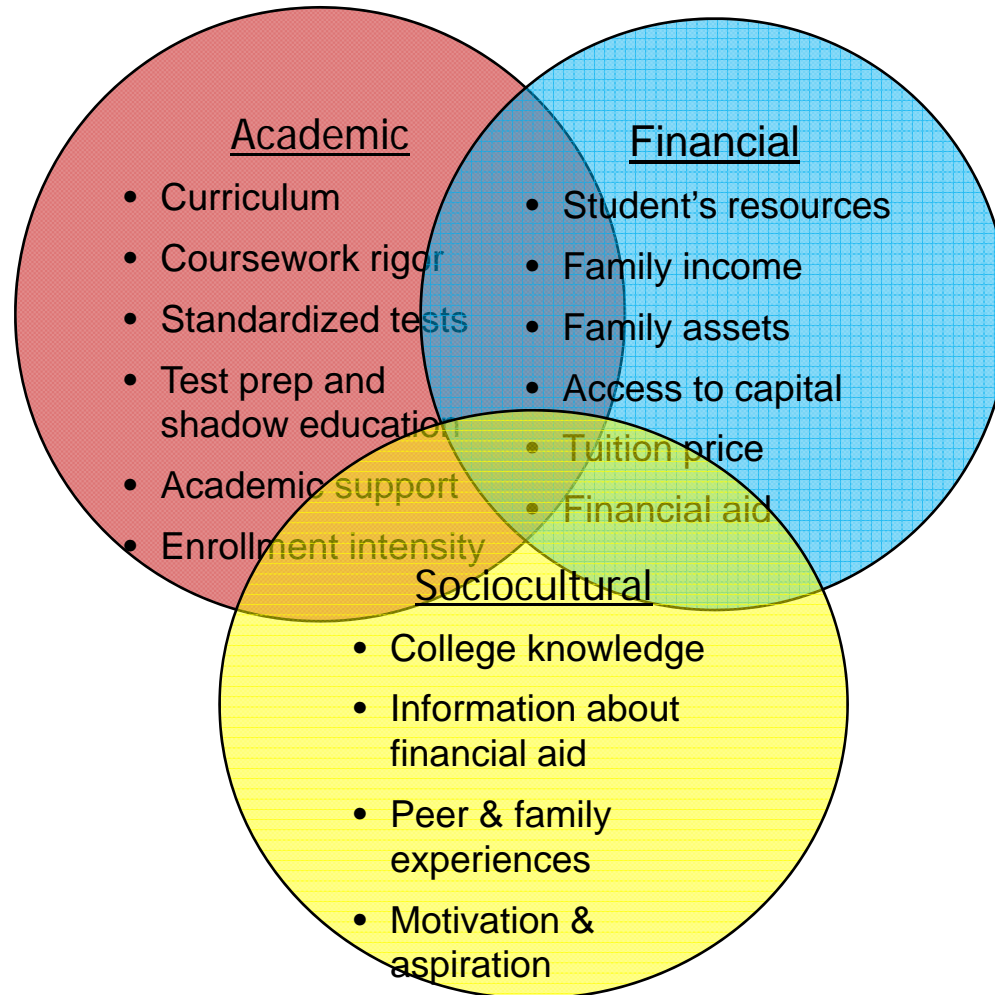 Academic
• Curriculum
• Coursework rigor
• Standardized tests
• Test prep and
shadow education
• Academic support
• Enrollment intensity
Financial
• Student's resources
• Family income
• Family assets
• Access to capital
• Tuition price
• Financial aid
Sociocultural
• College knowledge
• Information about
financial aid
• Peer & family
experiences
• Motivation &
aspiration